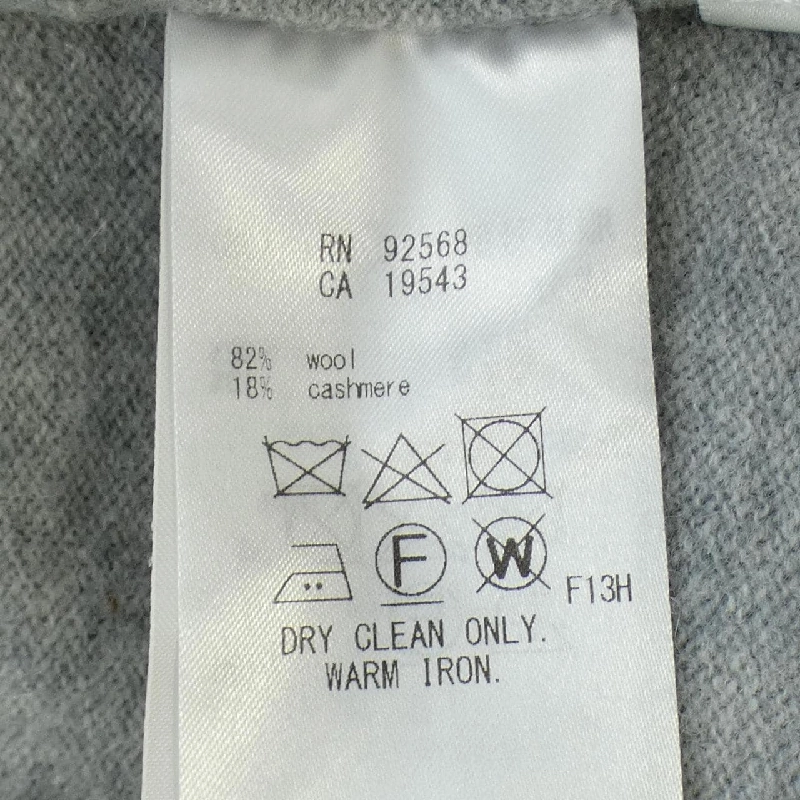 RN 92568
CA 19543
82% wool
18% cashmere
F W F13H
DRY CLEAN ONLY.
WARM IRON.